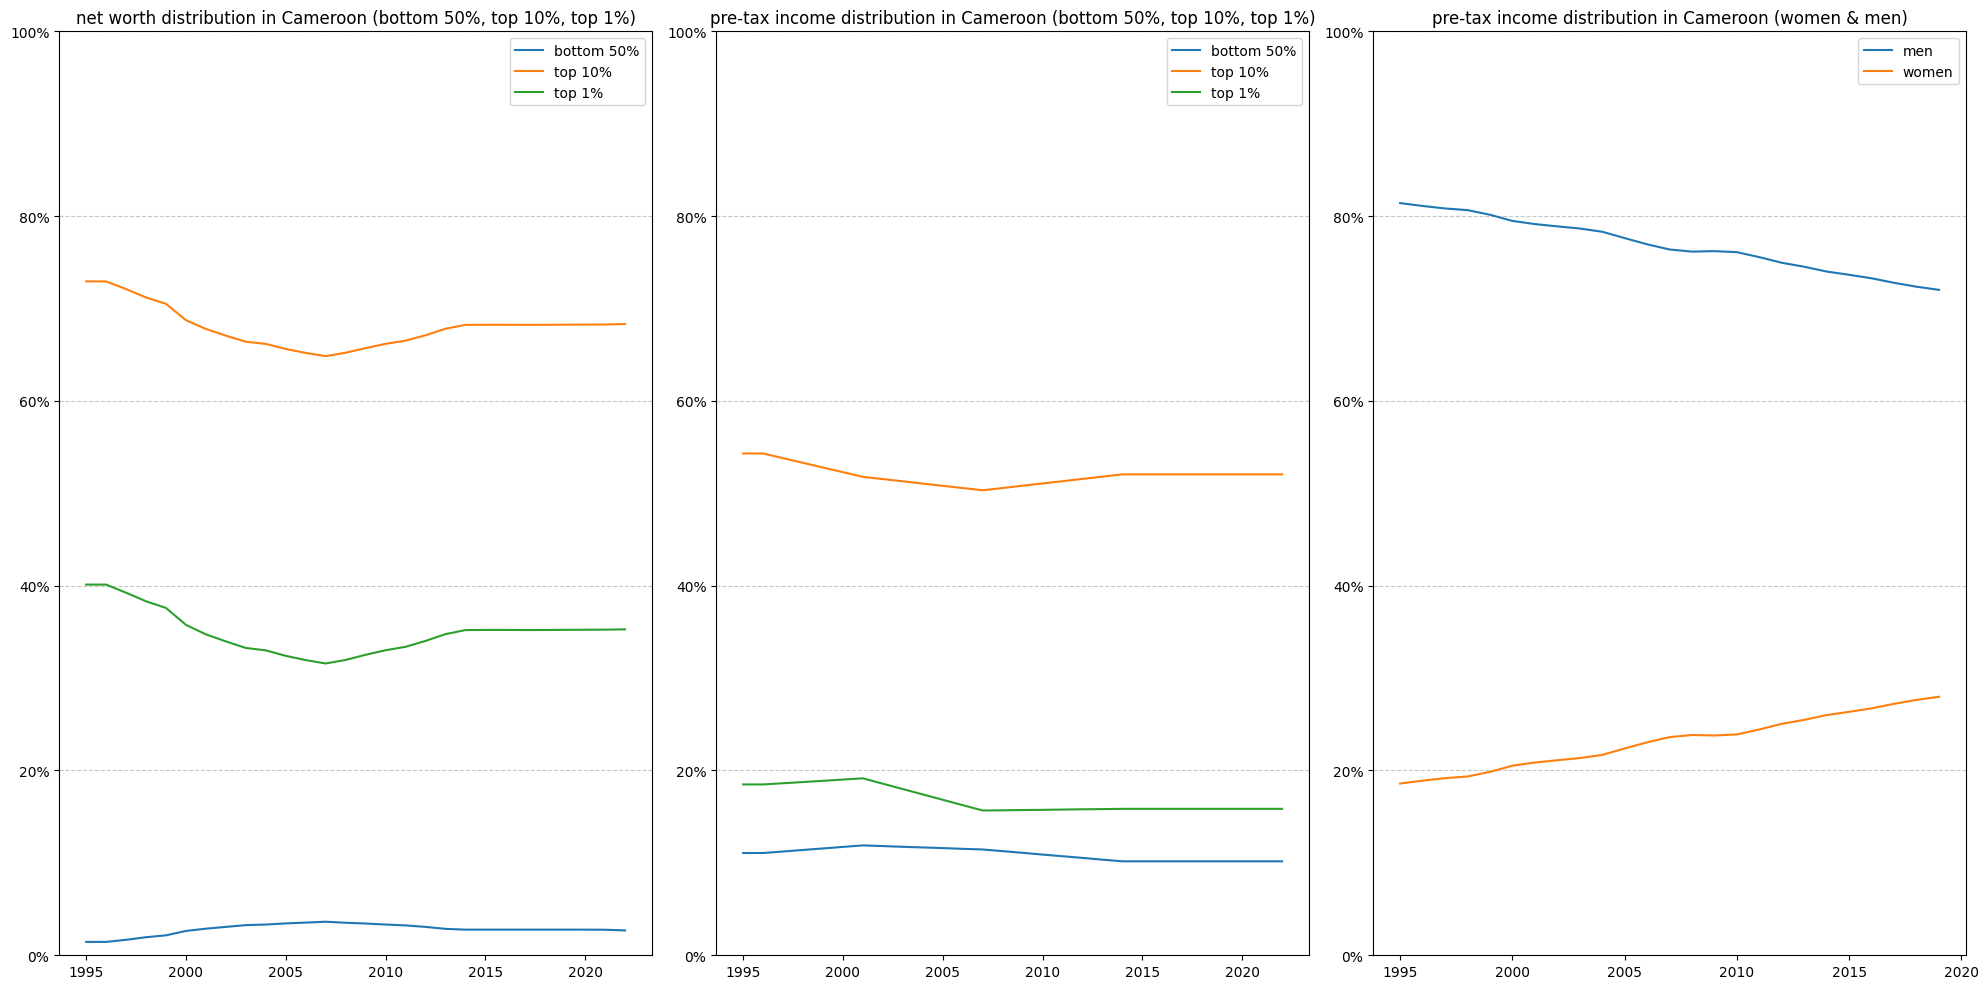 net worth distribution in Cameroon (bottom 50%, top 10%, top 1%)
100%
80%
60%
40%
20%
0%
1995 2000 2005 2010 2015 2020
bottom 50%
top 10%
top 1%
pre-tax income distribution in Cameroon (bottom 50%, top 10%, top 1%)
100%
80%
60%
40%
20%
0%
1995 2000 2005 2010 2015 2020
bottom 50%
top 10%
top 1%
pre-tax income distribution in Cameroon (women & men)
100%
80%
60%
40%
20%
0%
1995 2000 2005 2010 2015 2020
men
women